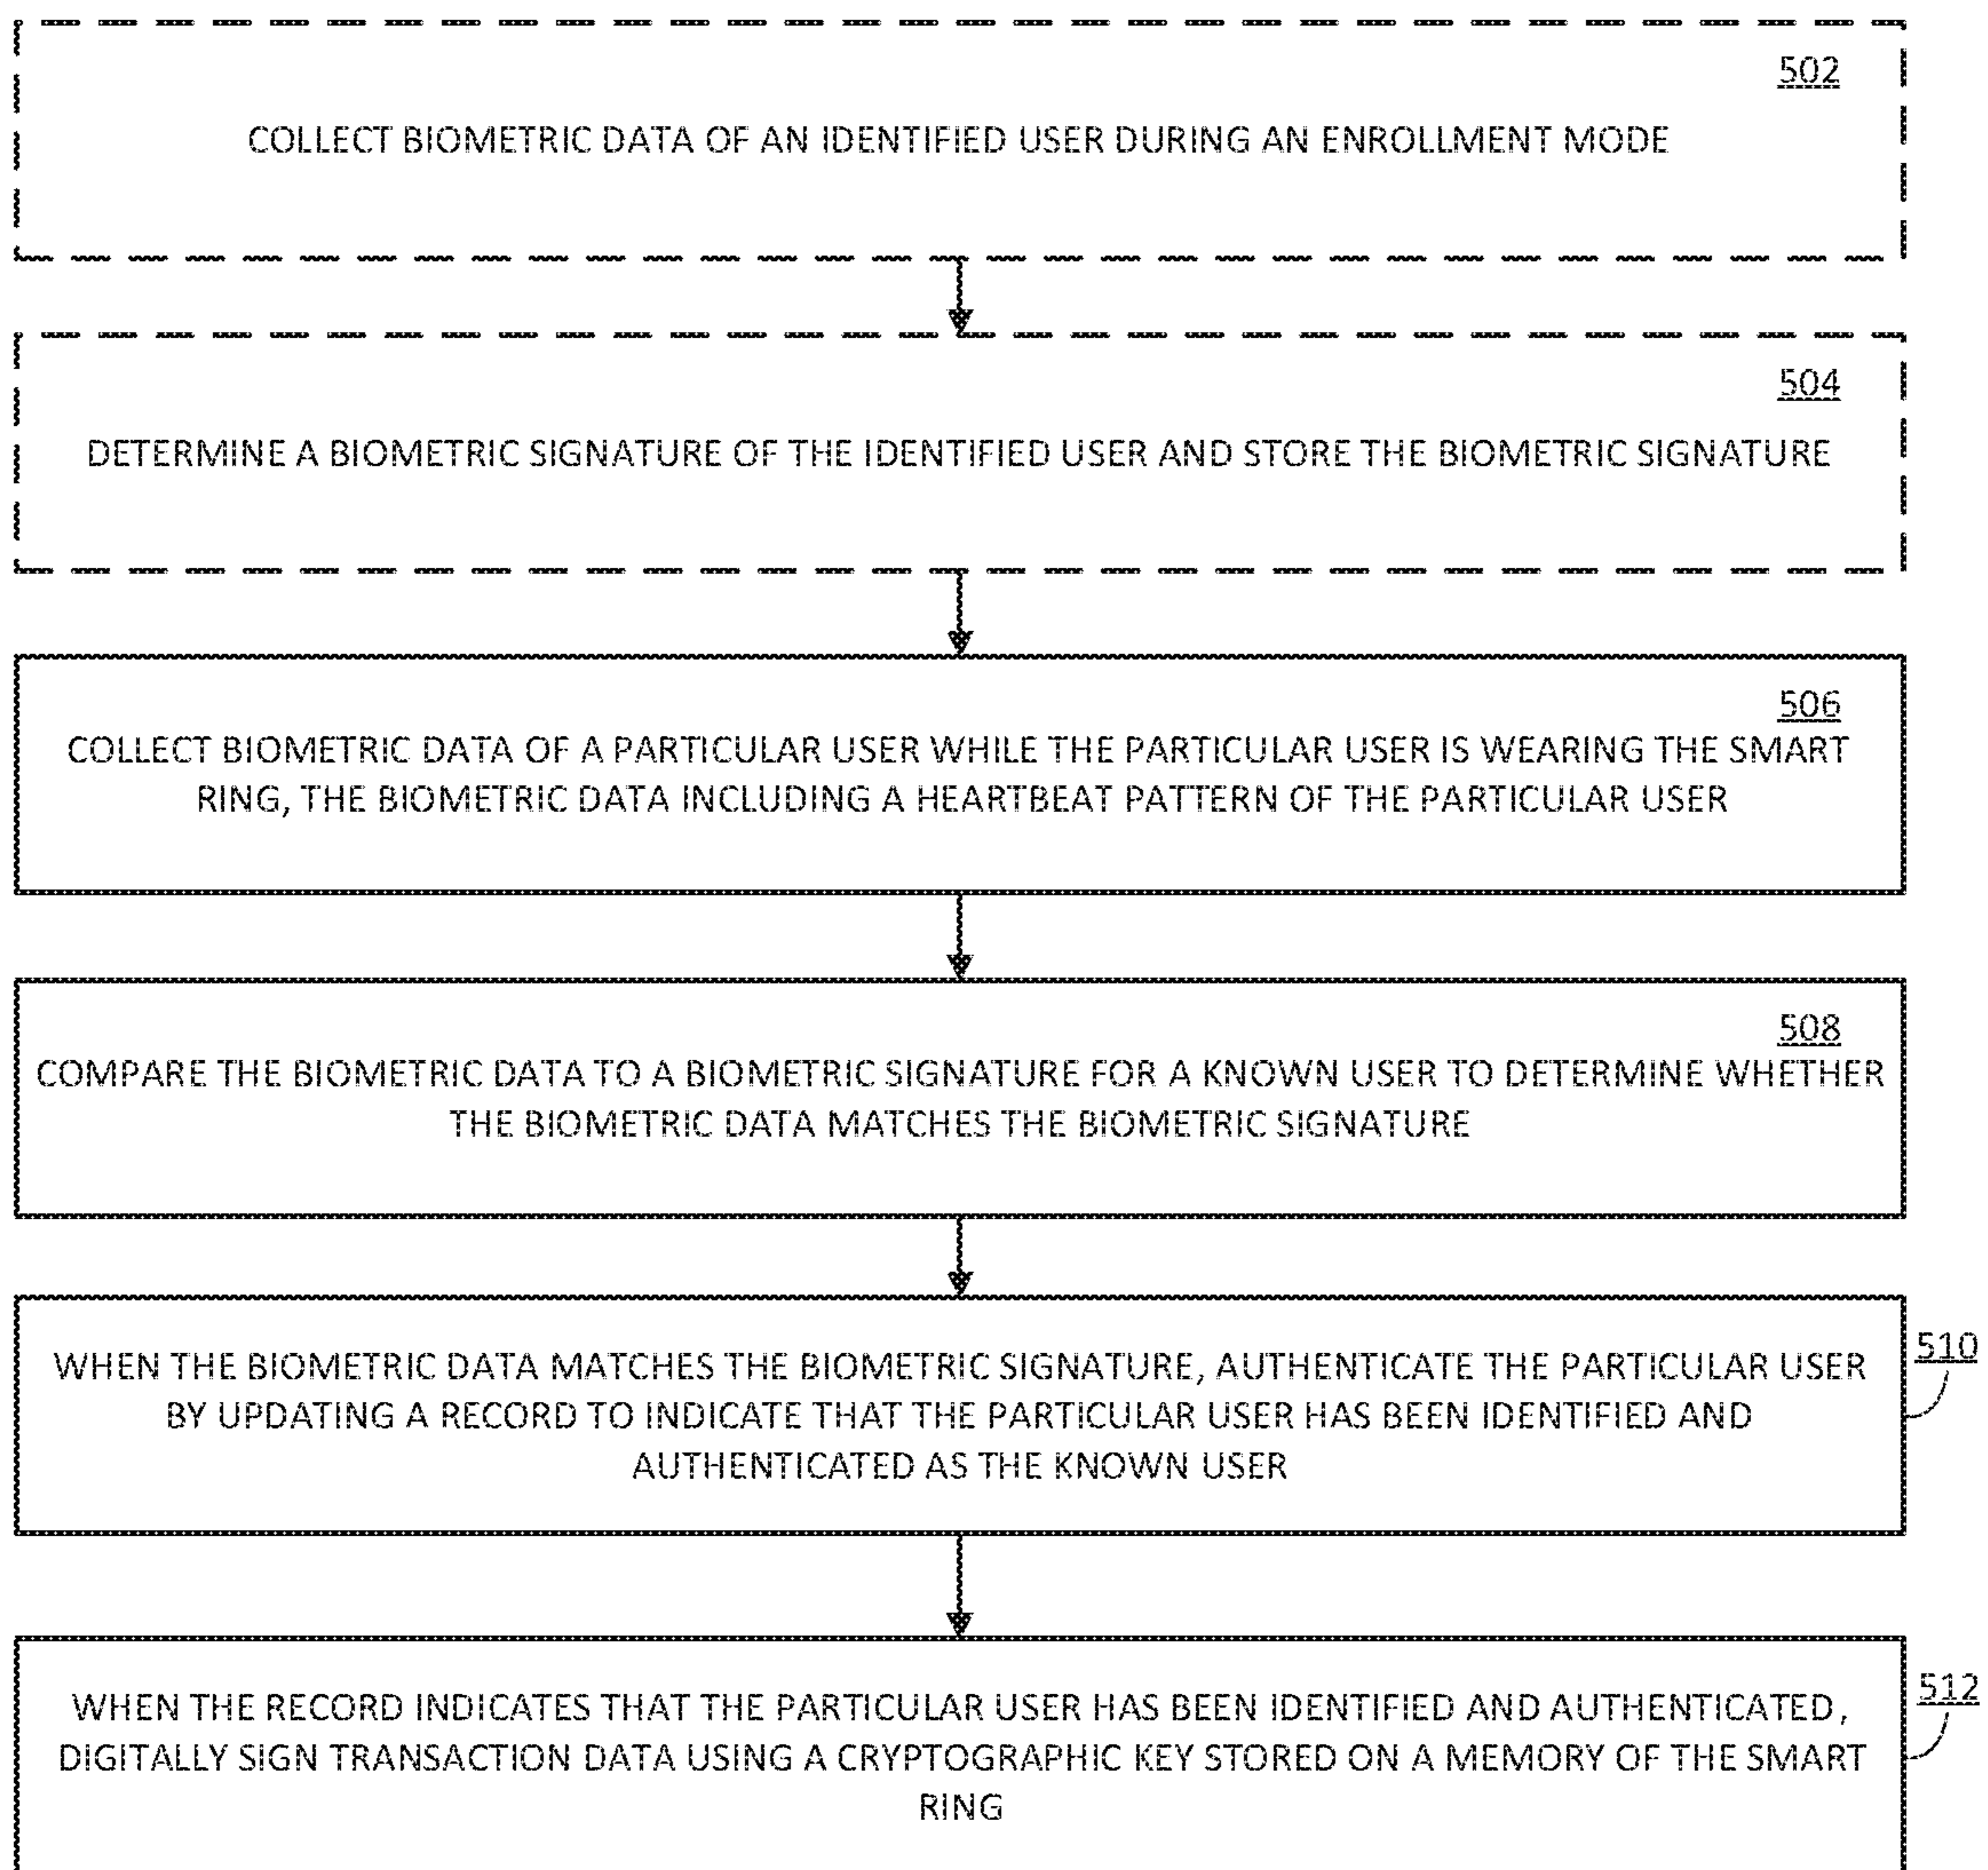 502
COLLECT BIOMETRIC DATA OF AN IDENTIFIED USER DURING AN ENROLLMENT MODE
504
DETERMINE A BIOMETRIC SIGNATURE OF THE IDENTIFIED USER AND STORE THE BIOMETRIC SIGNATURE
506
COLLECT BIOMETRIC DATA OF A PARTICULAR USER WHILE THE PARTICULAR USER IS WEARING THE SMART
RING, THE BIOMETRIC DATA INCLUDING A HEARTBEAT PATTERN OF THE PARTICULAR USER
508
COMPARE THE BIOMETRIC DATA TO A BIOMETRIC SIGNATURE FOR A KNOWN USER TO DETERMINE WHETHER
THE BIOMETRIC DATA MATCHES THE BIOMETRIC SIGNATURE
510
WHEN THE BIOMETRIC DATA MATCHES THE BIOMETRIC SIGNATURE, AUTHENTICATE THE PARTICULAR USER
BY UPDATING A RECORD TO INDICATE THAT THE PARTICULAR USER HAS BEEN IDENTIFIED AND
AUTHENTICATED AS THE KNOWN USER
512
WHEN THE RECORD INDICATES THAT THE PARTICULAR USER HAS BEEN IDENTIFIED AND AUTHENTICATED,
DIGITALLY SIGN TRANSACTION DATA USING A CRYPTOGRAPHIC KEY STORED ON A MEMORY OF THE SMART
RING